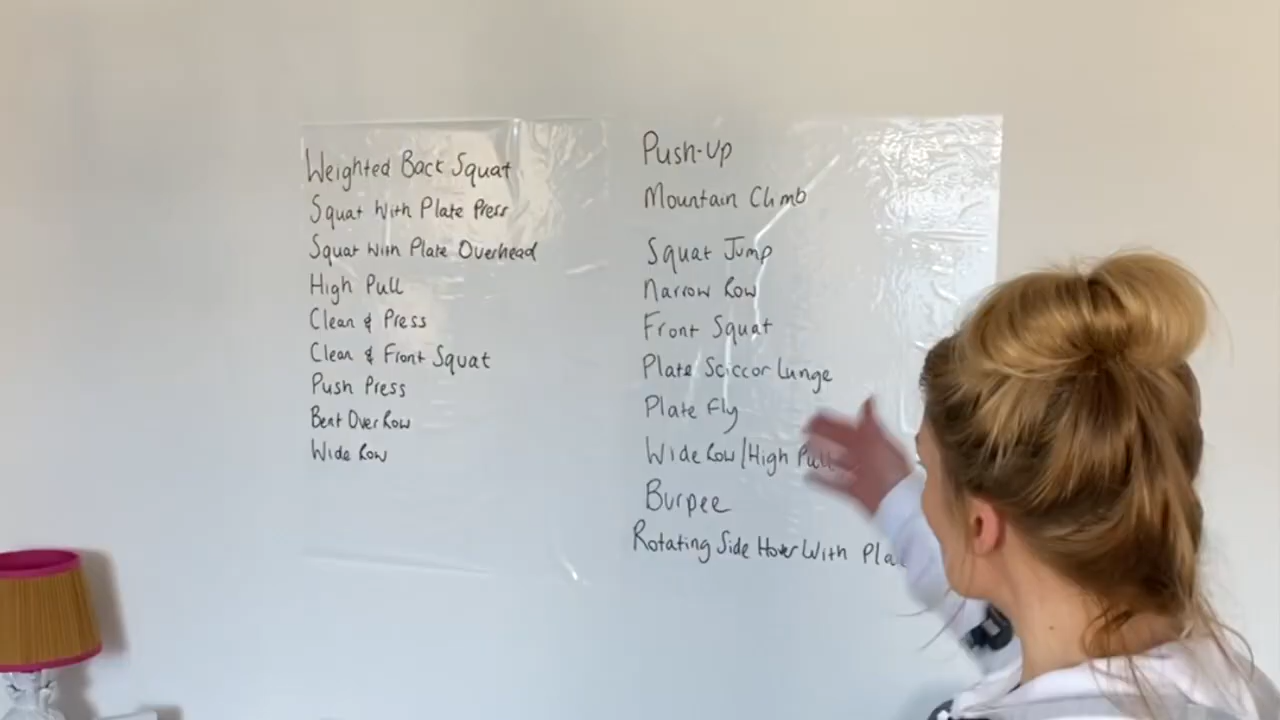 Weighted Back Squat
Squat With Plate Press
Squat With Plate Overhead
High Pull
Clean & Press
Clean & Front Squat
Push Press
Bent Over Row
Wide Row
Push-Up
Mountain Climb
Squat Jump
Narrow Row
Front Squat
Plate Sciccor Lunge
Plate Fly
Wide Row/High Pull
Burpee
Rotating Side Hover With